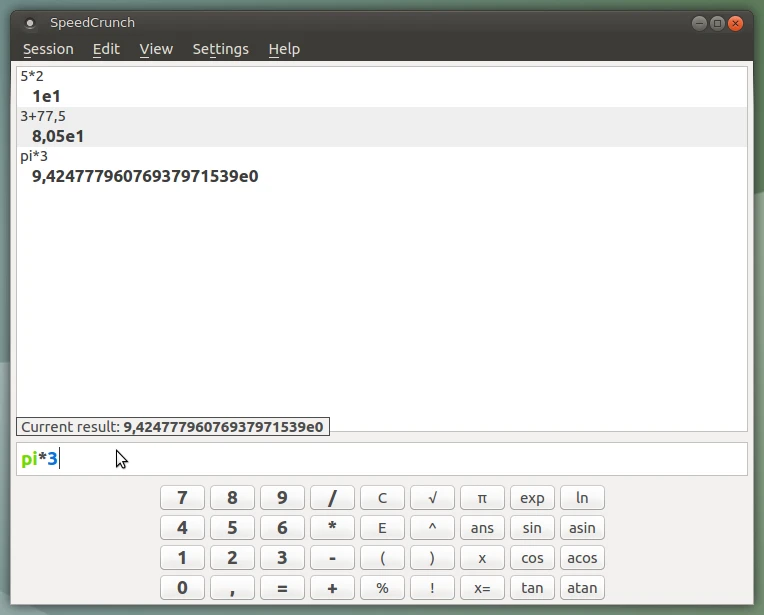 SpeedCrunch
Session Edit View Settings Help
5*2
1e1
3+77,5
8,05e1
pi*3
9,42477796076937971539e0
Current result: 9,42477796076937971539e0
pi*3
7 8 9 / C √ π exp ln
4 5 6 * E ^ ans sin asin
1 2 3 - ( ) x cos acos
0 , = + % ! x= tan atan